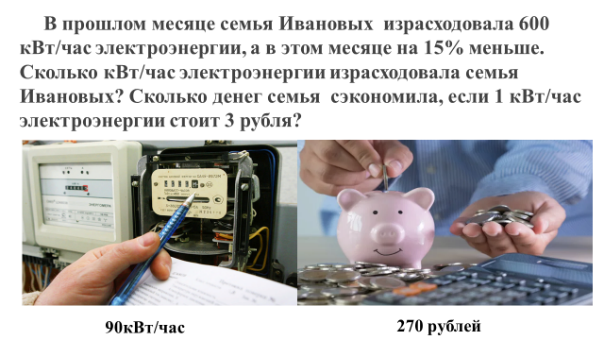 В прошлом месяце семья Ивановых израсходовала 600
кВт/час электроэнергии, а в этом месяце на 15% меньше.
Сколько кВт/час электроэнергии израсходовала семья
Ивановых? Сколько денег семья сэкономила, если 1 кВт/час
электроэнергии стоит 3 рубля?
90кВт/час
270 рублей